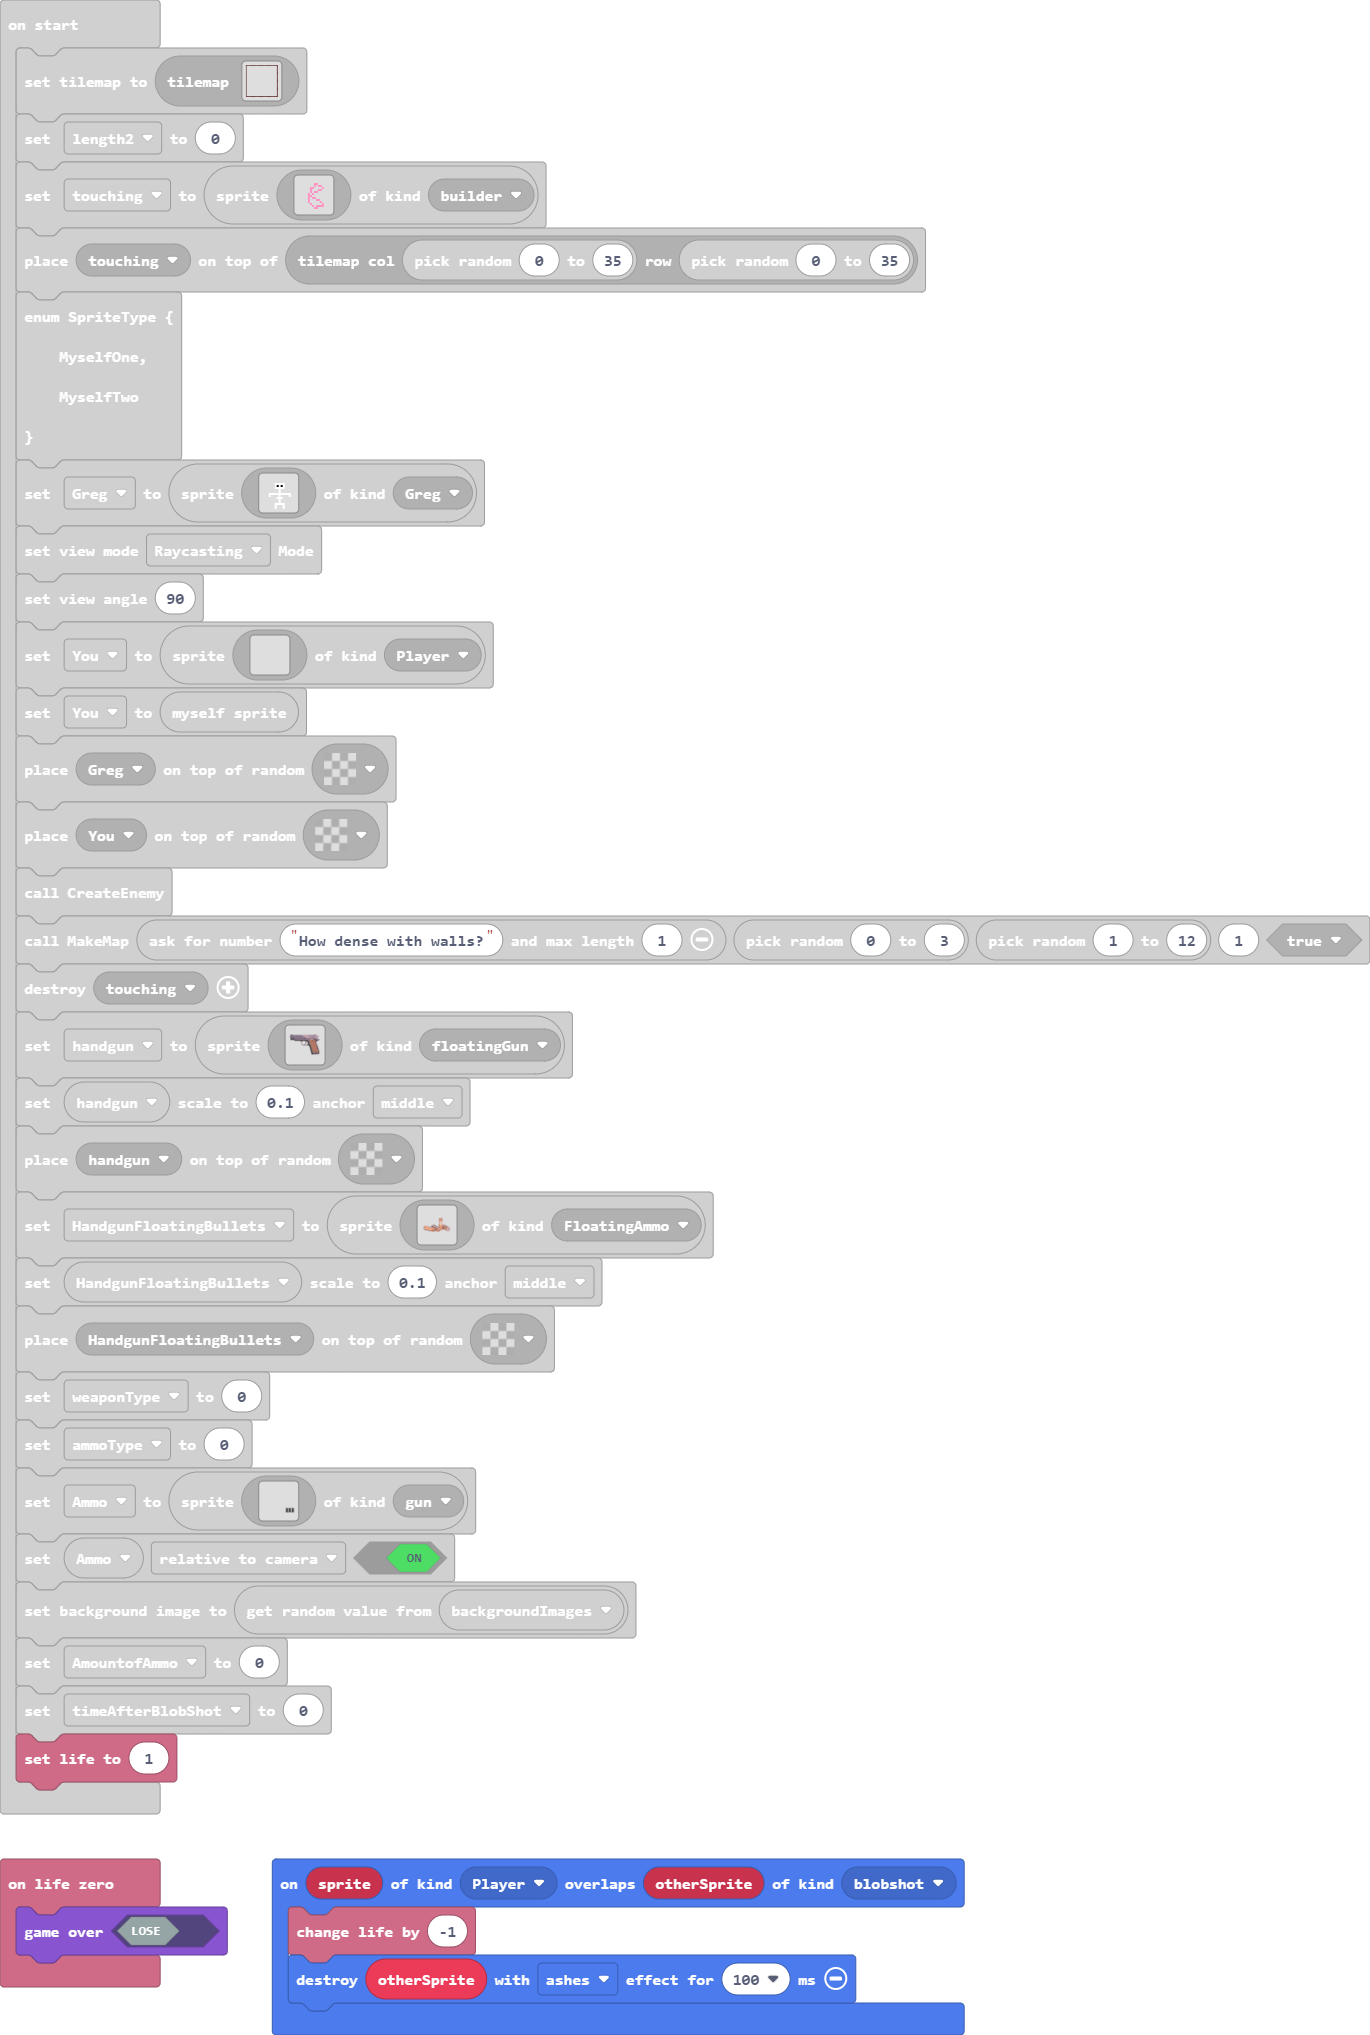 on start
set tilemap to tilemap
set length2 to 0
set touching to sprite of kind builder
place touching on top of tilemap col pick random 0 to 35 row pick random 0 to 35
enum SpriteType {
MyselfOne,
MyselfTwo
}
set Greg to sprite of kind Greg
set view mode Raycasting Mode
set view angle 90
set You to sprite of kind Player
set You to myself sprite
place Greg on top of random
place You on top of random
call CreateEnemy
call MakeMap ask for number "How dense with walls?" and max length 1 pick random 0 to 3 pick random 1 to 12 1 true
destroy touching
set handgun to sprite of kind floatingGun
set handgun scale to 0.1 anchor middle
place handgun on top of random
set HandgunFloatingBullets to sprite of kind FloatingAmmo
set HandgunFloatingBullets scale to 0.1 anchor middle
place HandgunFloatingBullets on top of random
set weaponType to 0
set ammoType to 0
set Ammo to sprite of kind gun
set Ammo relative to camera ON
set background image to get random value from backgroundImages
set AmountofAmmo to 0
set timeAfterBlobShot to 0
set life to 1
on life zero
game over LOSE
on sprite of kind Player overlaps otherSprite of kind blobshot
change life by -1
destroy otherSprite with ashes effect for 100 ms